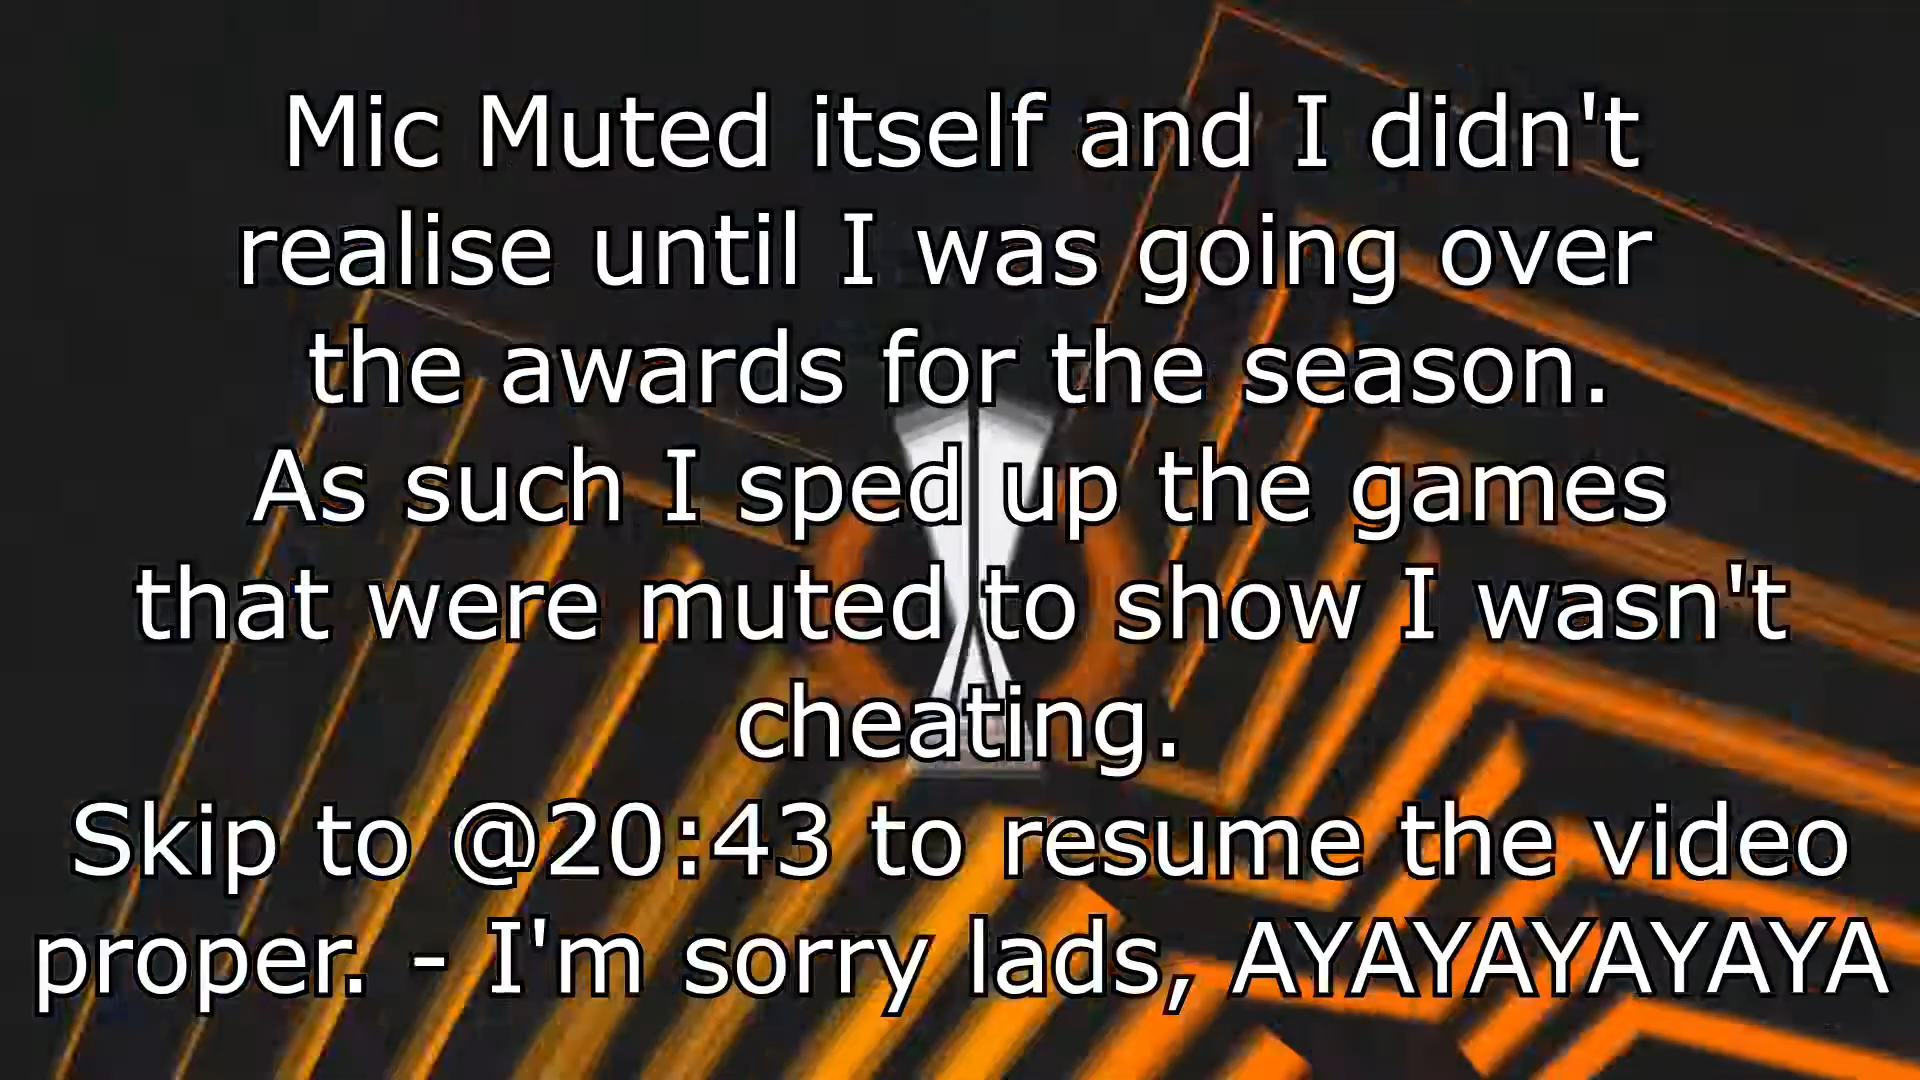 Mic Muted itself and I didn't
realise until I was going over
the awards for the season.
As such I sped up the games
that were muted to show I wasn't
cheating.
Skip to @20:43 to resume the video
proper. - I'm sorry lads, AYAYAYAYAYA